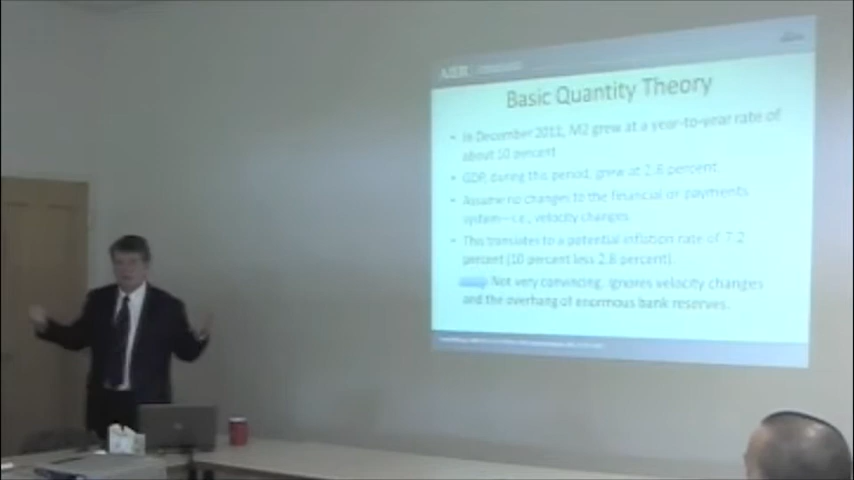 AIER
Basic Quantity Theory
• In December 2011, M2 grew at a year-to-year rate of
about 10 percent
• GDP, during this period, grew at 2.8 percent
• Assume no changes to the financial or payments
system—i.e., velocity changes
• This translates to a potential inflation rate of 7.2
percent (10 percent less 2.8 percent).
Not very convincing, ignores velocity changes
and the overhang of enormous bank reserves.